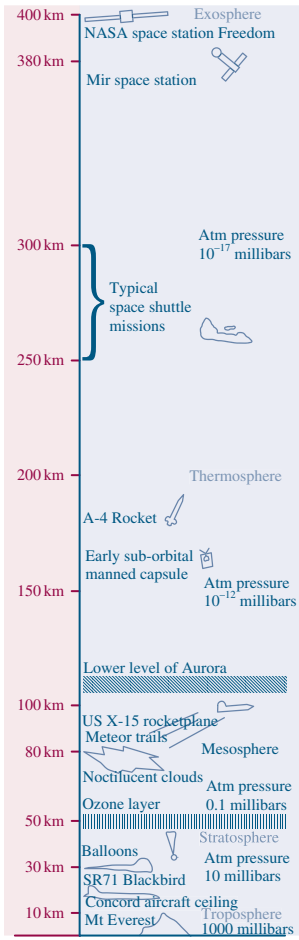 400 km
Exosphere
NASA space station Freedom
380 km
Mir space station
300 km
Atm pressure
10⁻¹⁷ millibars
Typical
space shuttle
missions
250 km
200 km
Thermosphere
A-4 Rocket
Early sub-orbital
manned capsule
150 km
Atm pressure
10⁻¹² millibars
Lower level of Aurora
100 km
US X-15 rocketplane
Meteor trails
80 km
Mesosphere
Noctilucent clouds
Atm pressure
0.1 millibars
Ozone layer
50 km
Stratosphere
Balloons
Atm pressure
10 millibars
30 km
SR71 Blackbird
Concord aircraft ceiling
10 km
Troposphere
Mt Everest
1000 millibars